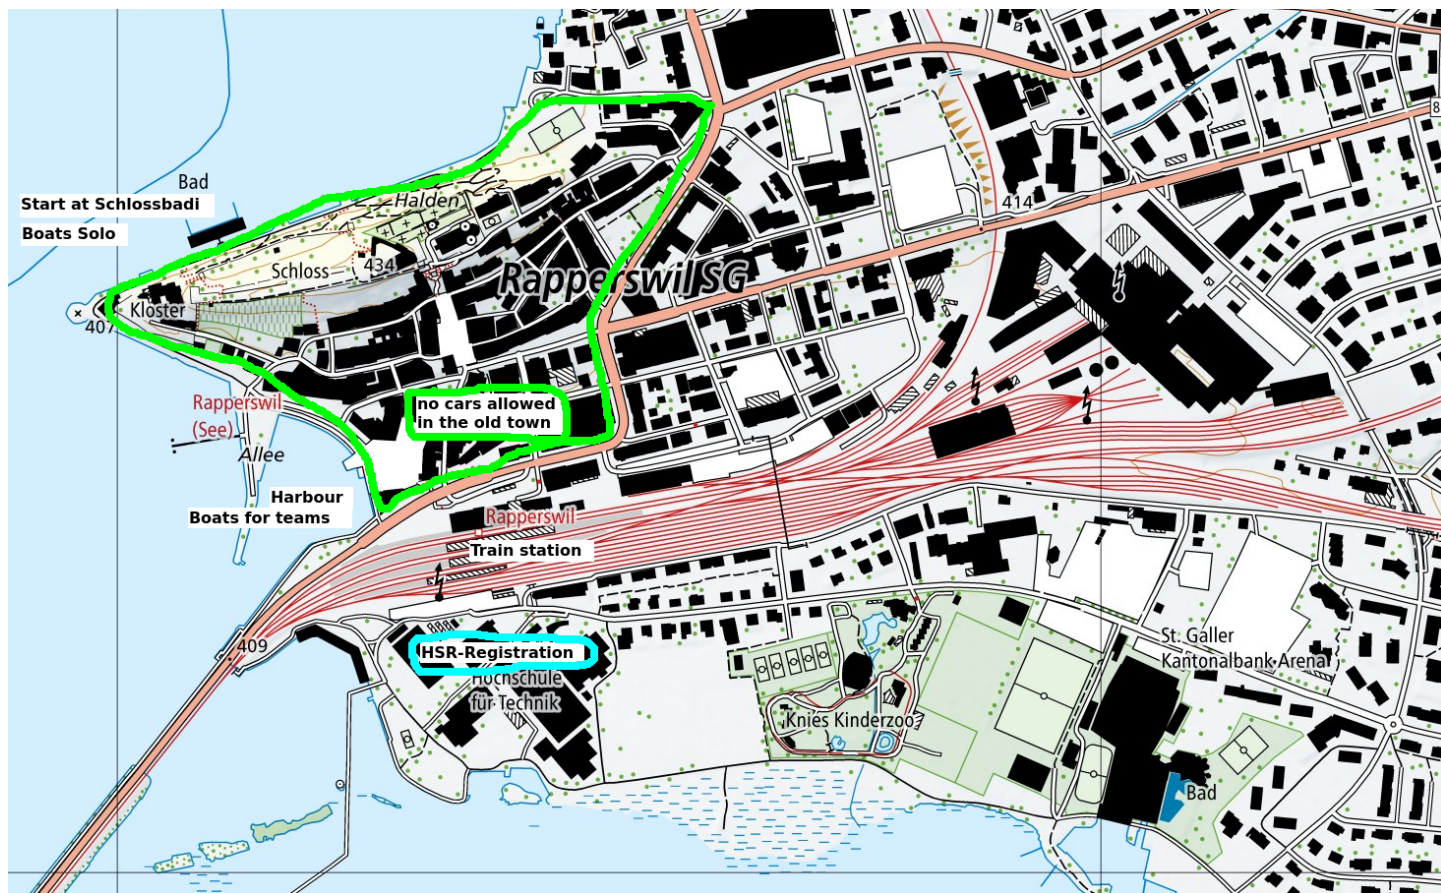 8
Bad
Start at Schlossbadi
Halden
414
Boats Solo
Schloss
434
Rapperswil SG
Kloster
407
Rapperswil
(See)
no cars allowed
in the old town
Allee
Harbour
Boats for teams
Rapperswil
Train station
409
HSR-Registration
Hochschule
für Technik
St. Galler
Kantonalbank Arena
Knies Kinderzoo
Bad